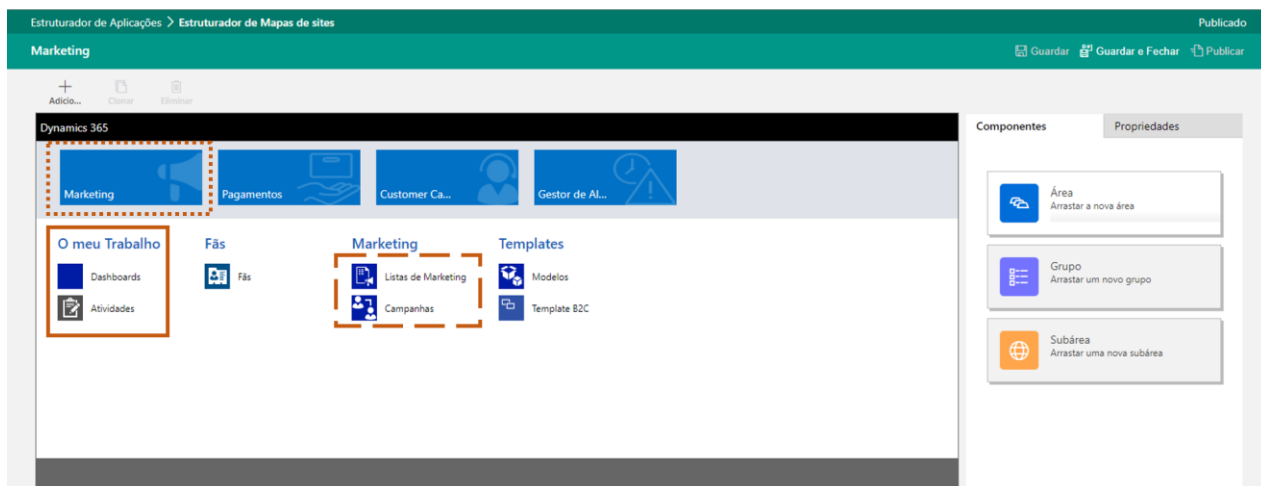 Estruturador de Aplicações > Estruturador de Mapas de sites
Publicado
Marketing
Guardar
Guardar e Fechar
Publicar
Adicio...
Clonar
Eliminar
Dynamics 365
Componentes
Propriedades
Marketing
Pagamentos
Customer Ca...
Gestor de Al...
Área
Arrastar a nova área
O meu Trabalho
Fãs
Marketing
Templates
Dashboards
Fãs
Listas de Marketing
Modelos
Grupo
Arrastar um novo grupo
Atividades
Campanhas
Template B2C
Subárea
Arrastar uma nova subárea